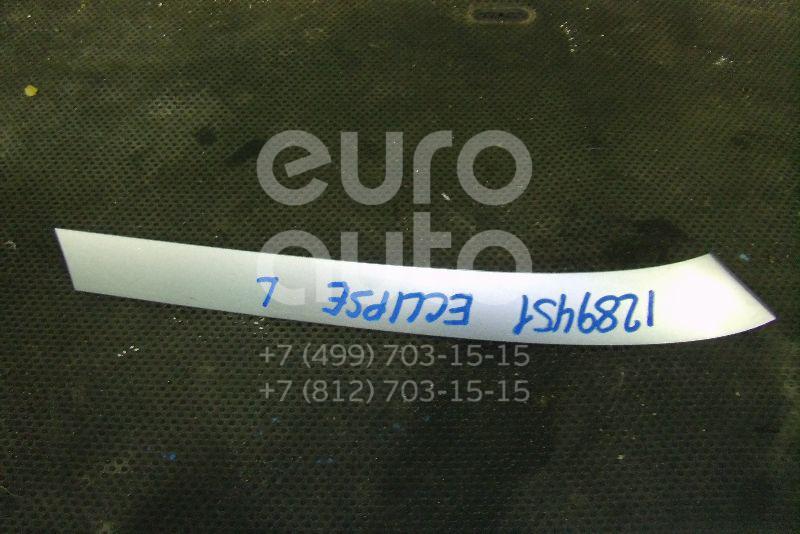 euro
auto
1289451 ECLIPSE L
+7 (499) 703-15-15
+7 (812) 703-15-15